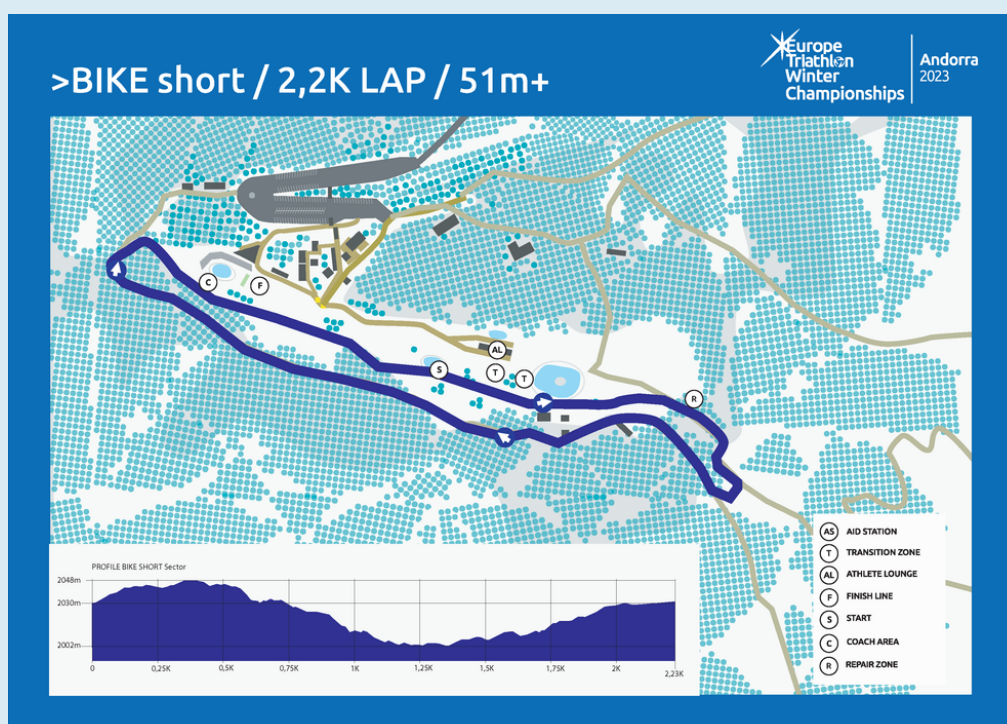 >BIKE short / 2,2K LAP / 51m+
Europe
Triathlon
Winter
Championships
Andorra
2023
C
F
AL
S
T
T
R
AS AID STATION
T TRANSITION ZONE
AL ATHLETE LOUNGE
F FINISH LINE
S START
C COACH AREA
R REPAIR ZONE
PROFILE BIKE SHORT Sector
2048m
2030m
2002m
0 0,25K 0,5K 0,75K 1K 1,25K 1,5K 1,75K 2K 2,23K